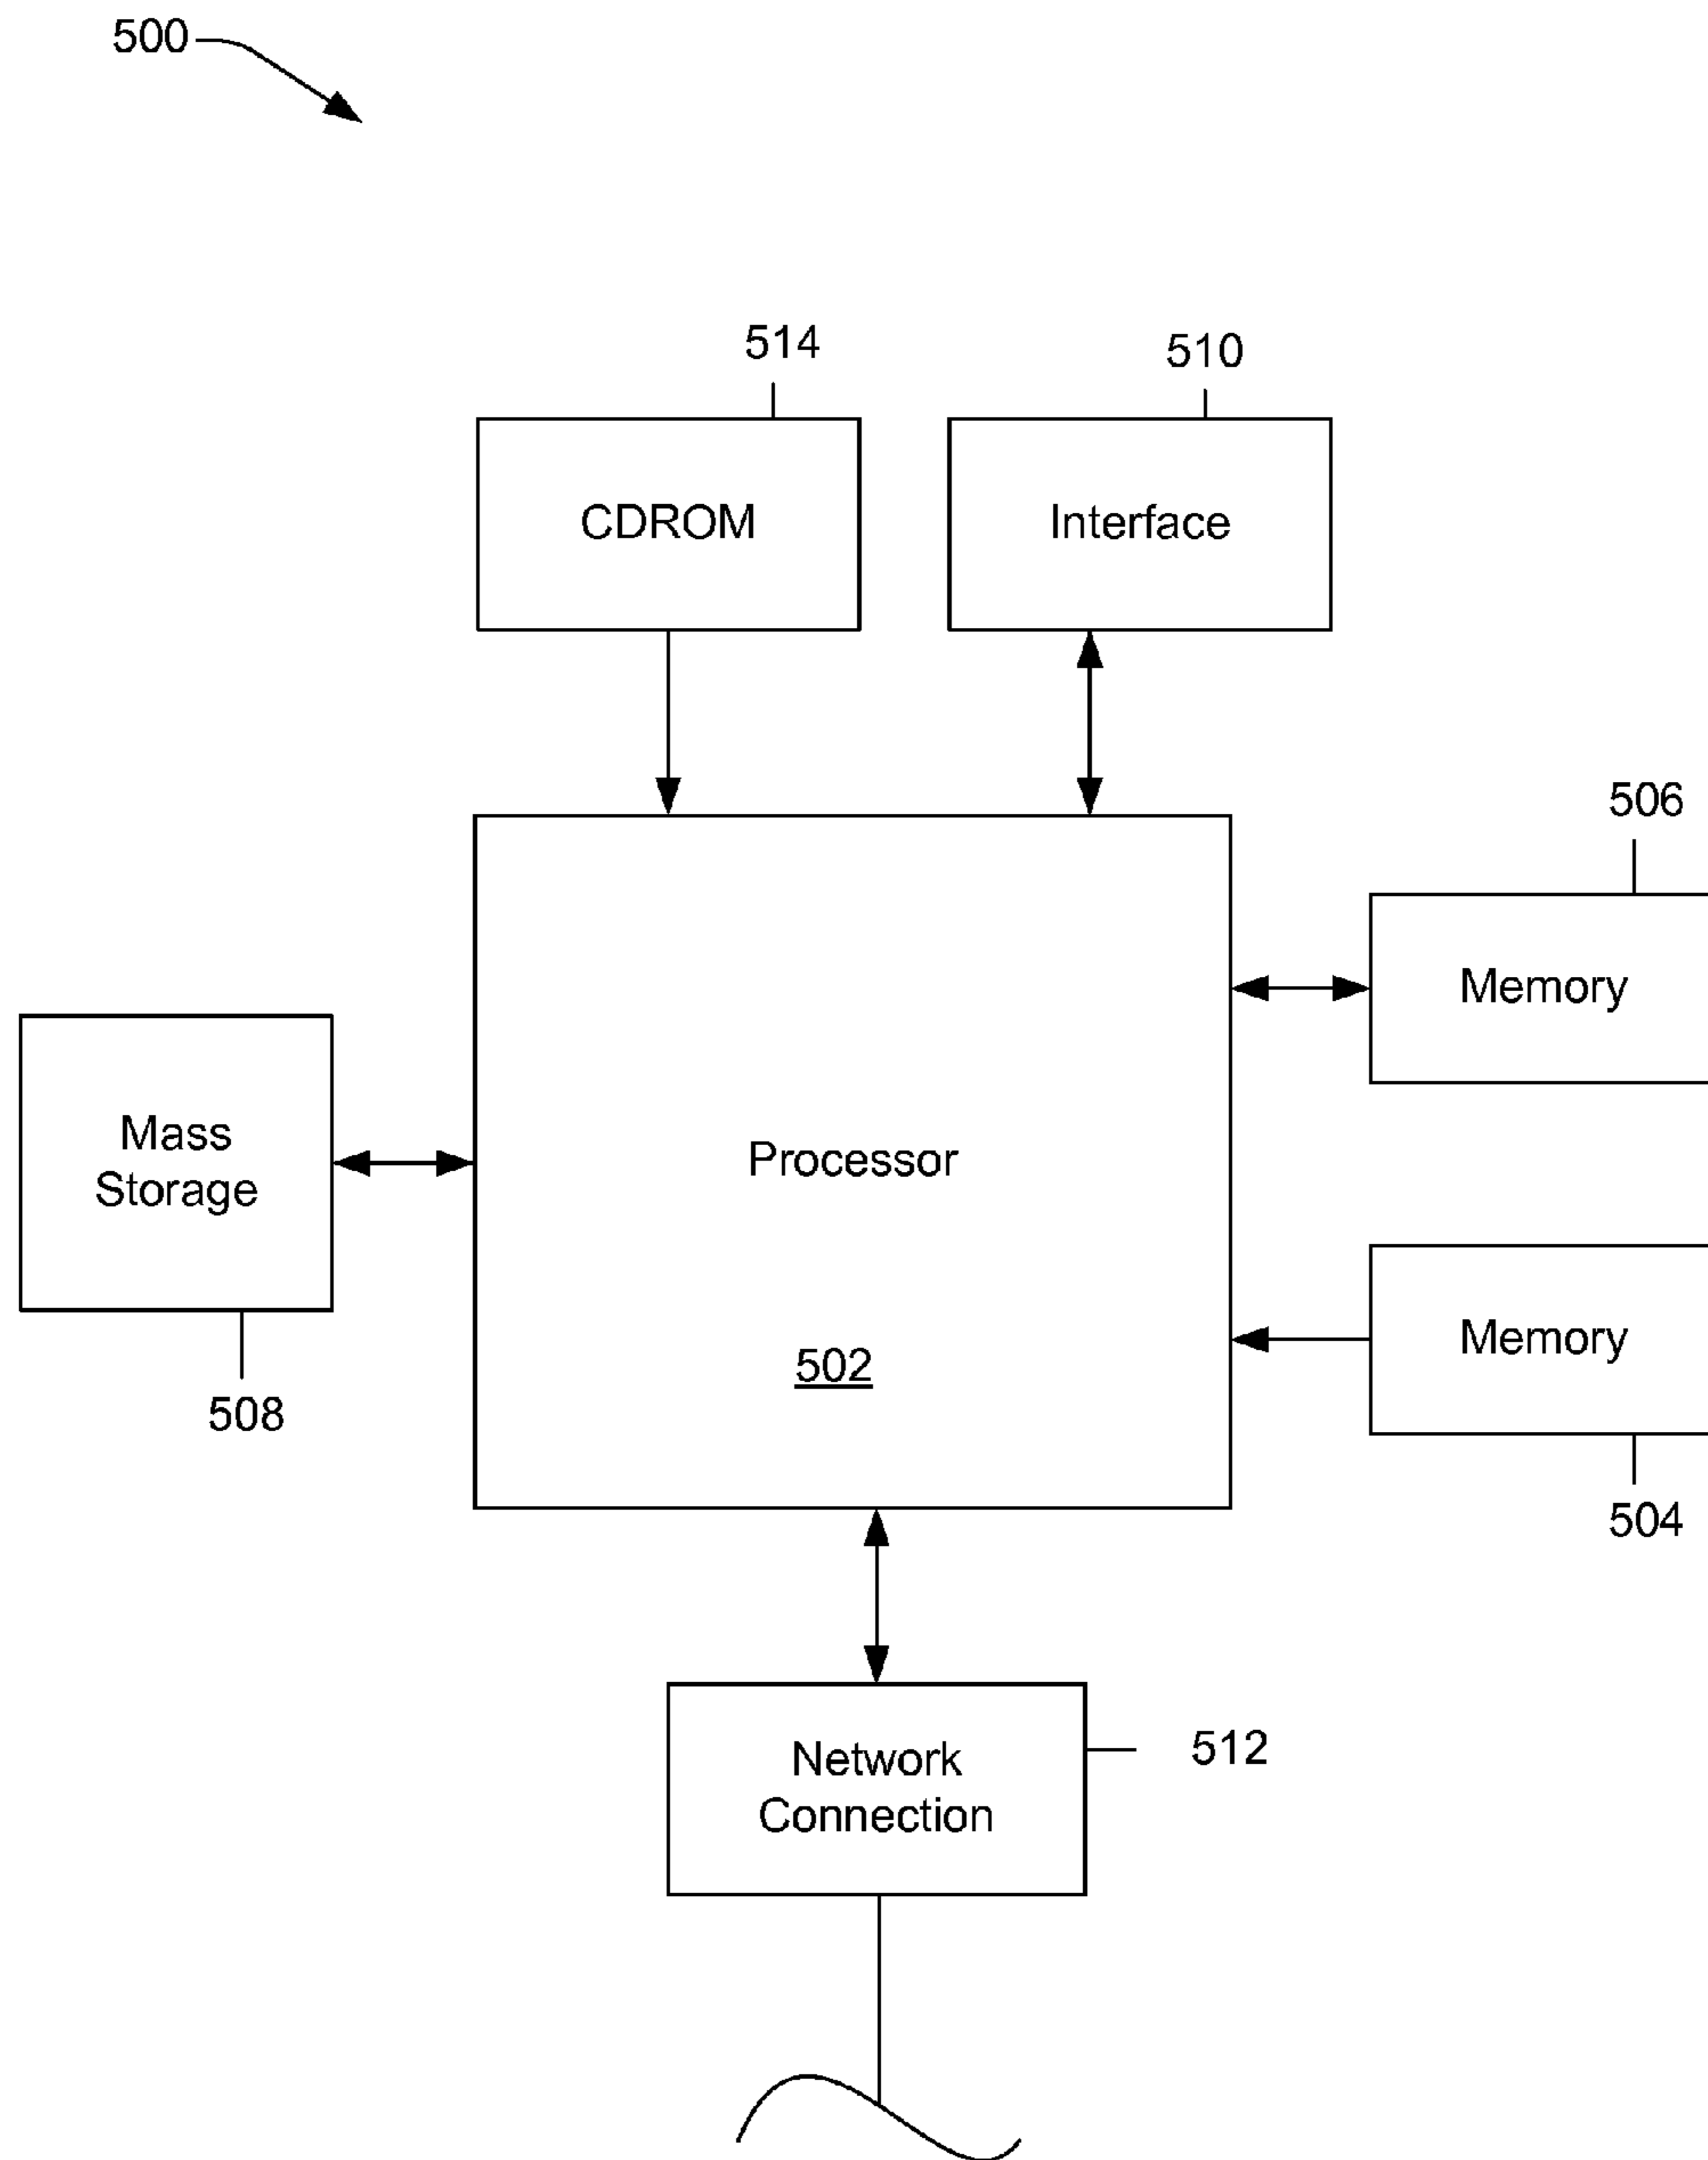 500
514
510
CDROM
Interface
506
Memory
Mass
Storage
Processor
Memory
502
508
504
Network
Connection
512